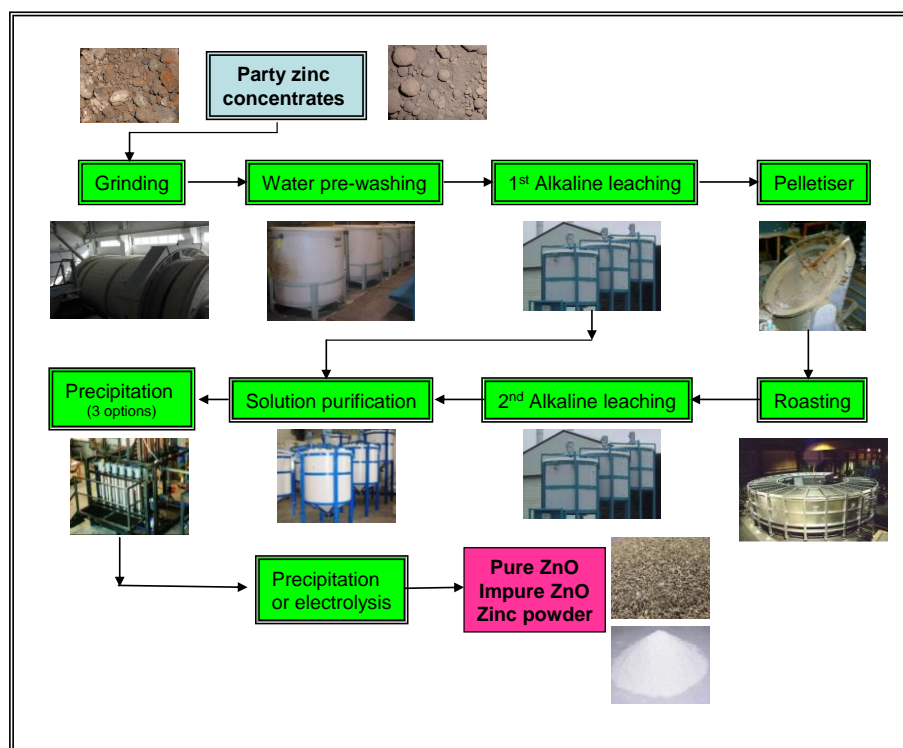 Party zinc
concentrates
Grinding
Water pre-washing
1st Alkaline leaching
Pelletiser
Precipitation
(3 options)
Solution purification
2nd Alkaline leaching
Roasting
Precipitation
or electrolysis
Pure ZnO
Impure ZnO
Zinc powder